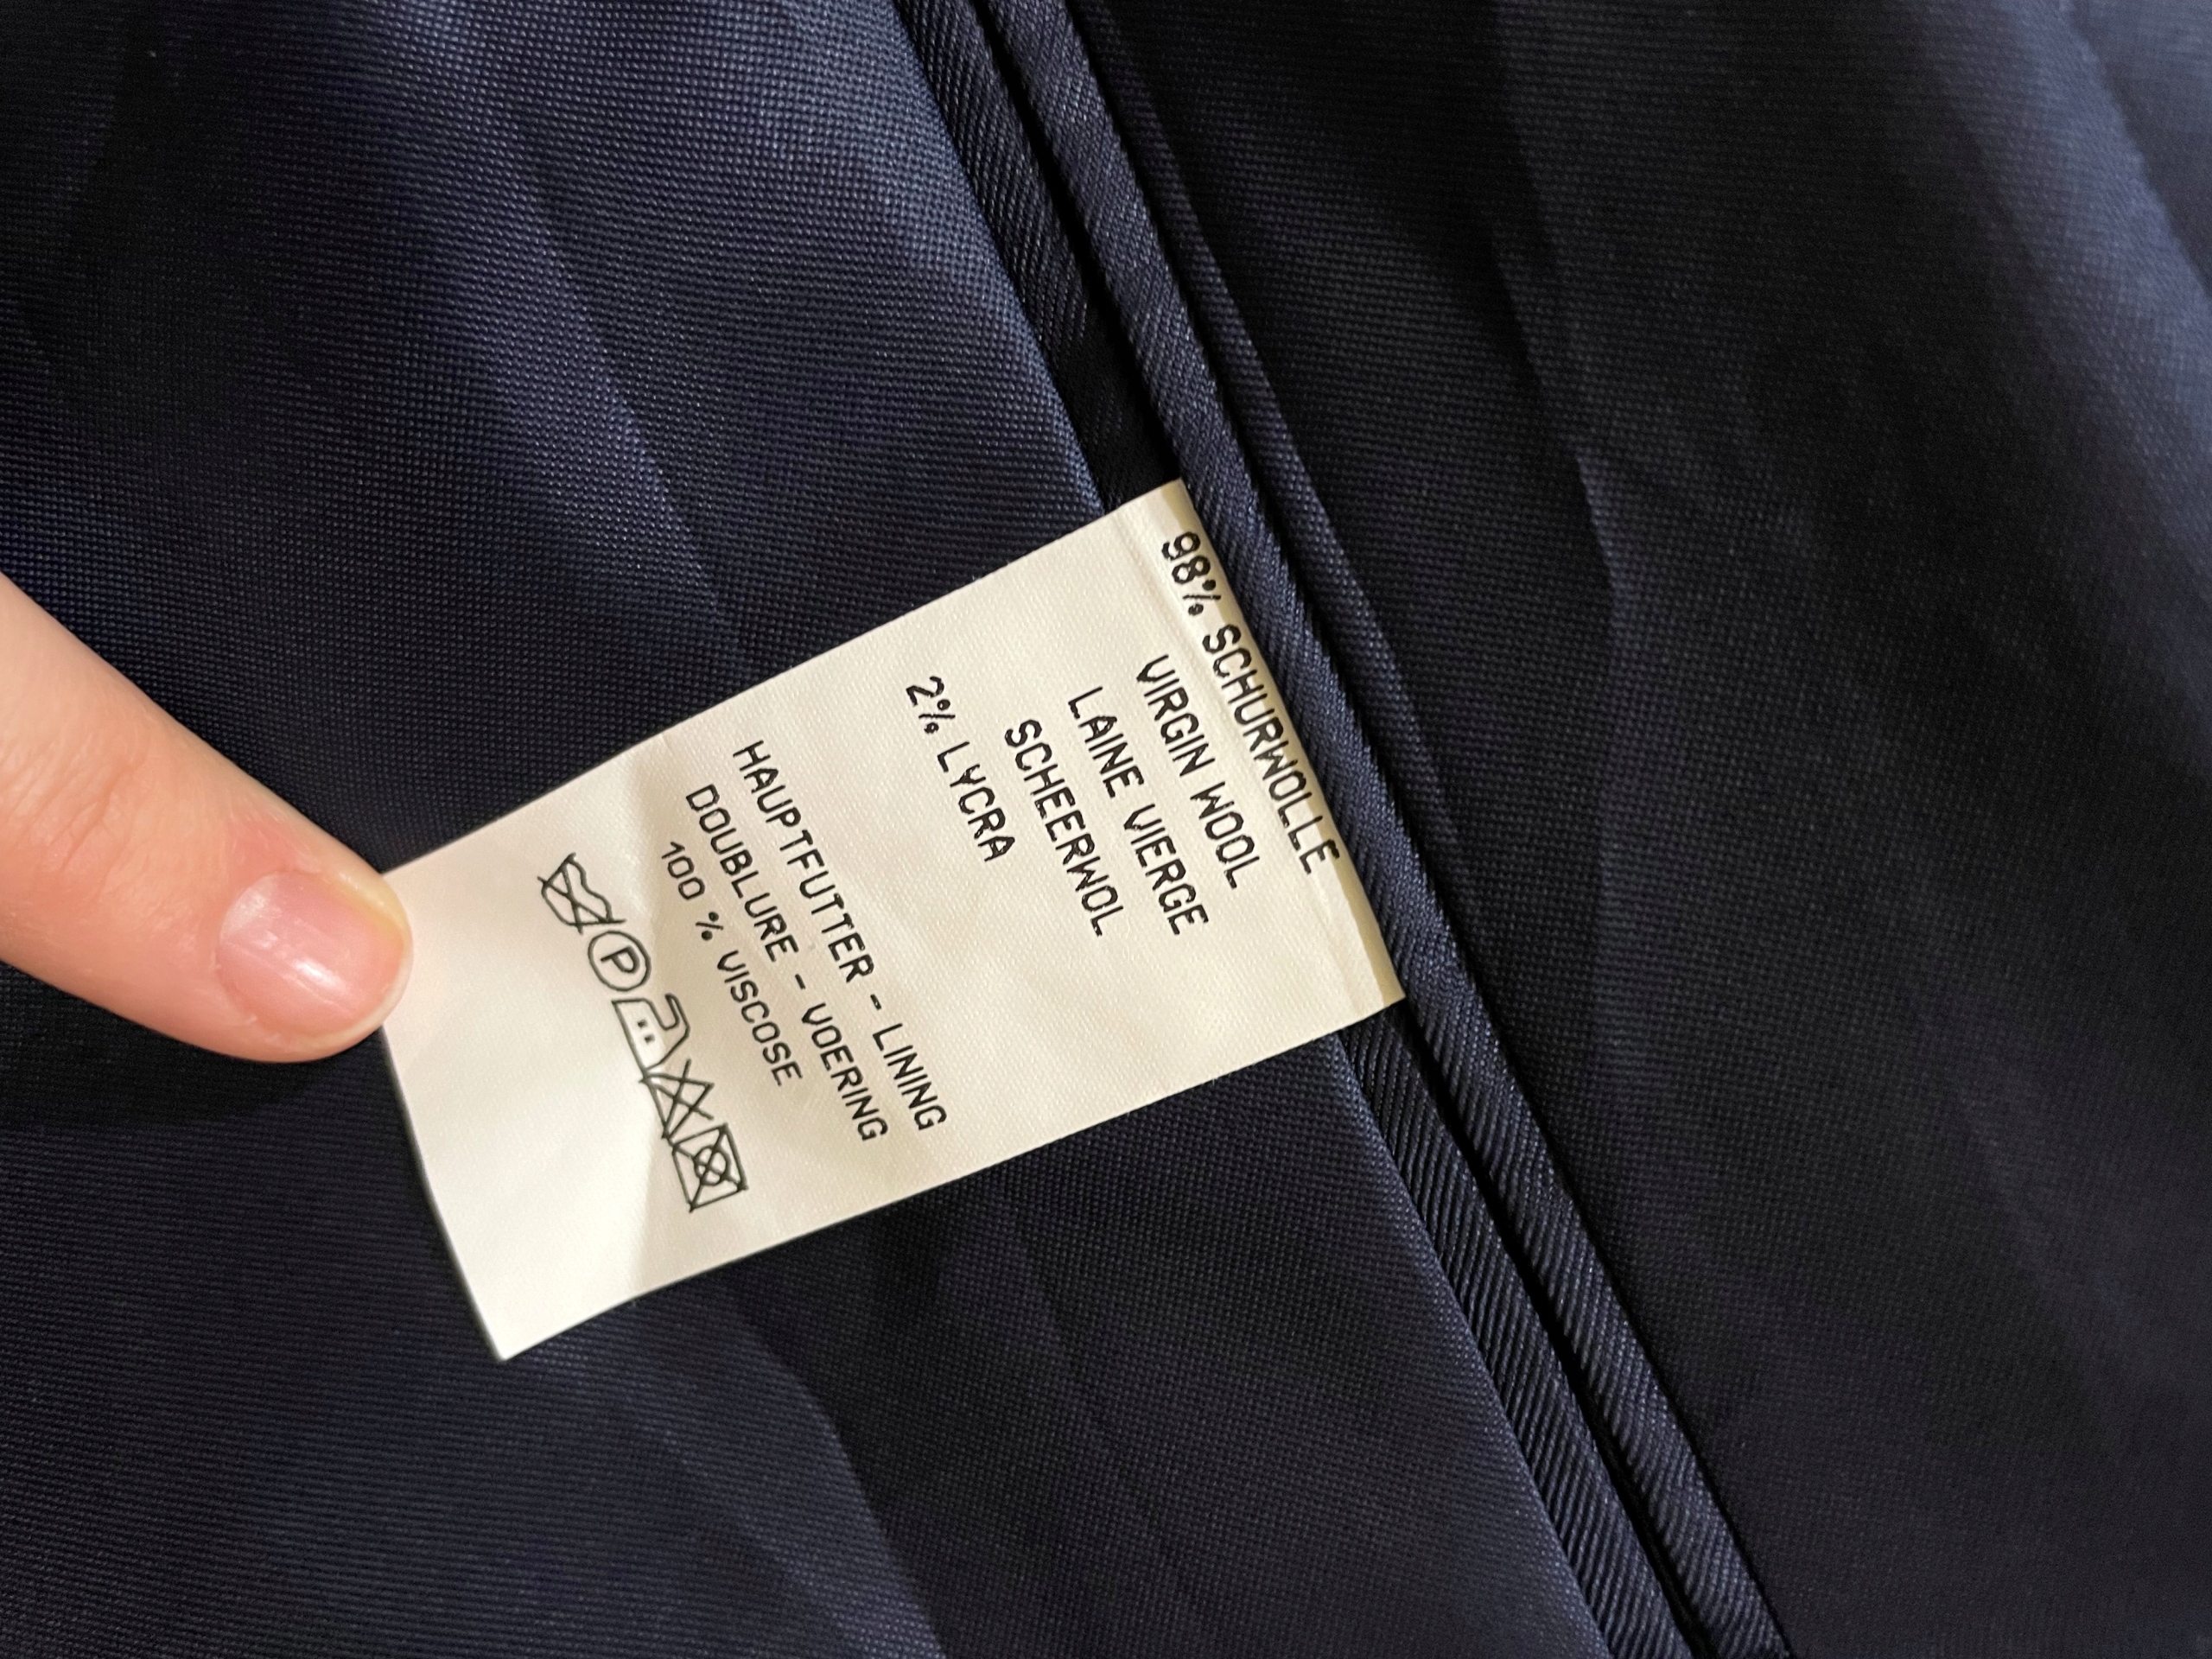 98% SCHURWOLLE
VIRGIN WOOL
LAINE VIERGE
SCHEERWOL
2% LYCRA
HAUPTFUTTER - LINING
DOUBLURE - VOERING
100 % VISCOSE
P